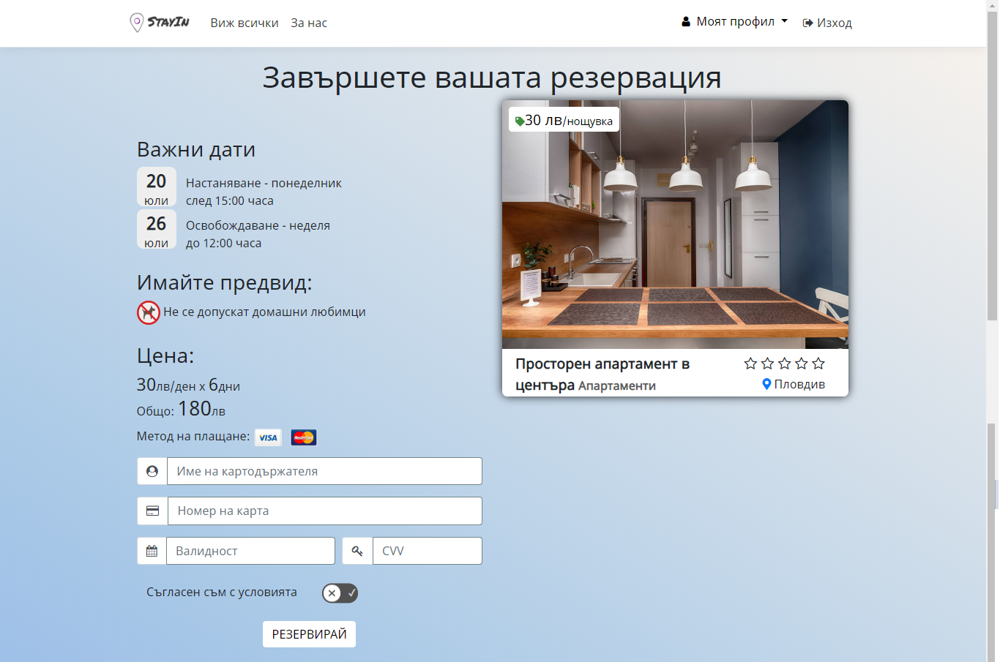 StayIn
Виж всички
За нас
Моят профил
Изход
Завършете вашата резервация
Важни дати
20
юли
Настаняване - понеделник
след 15:00 часа
26
юли
Освобождаване - неделя
до 12:00 часа
Имайте предвид:
Не се допускат домашни любимци
Цена:
30лв/ден x 6дни
Общо: 180лв
Метод на плащане: VISA MasterCard
Име на картодържателя
Номер на карта
Валидност
CVV
Съгласен съм с условията
РЕЗЕРВИРАЙ
30 лв/нощувка
Просторен апартамент в
центъра Апартаменти
Пловдив